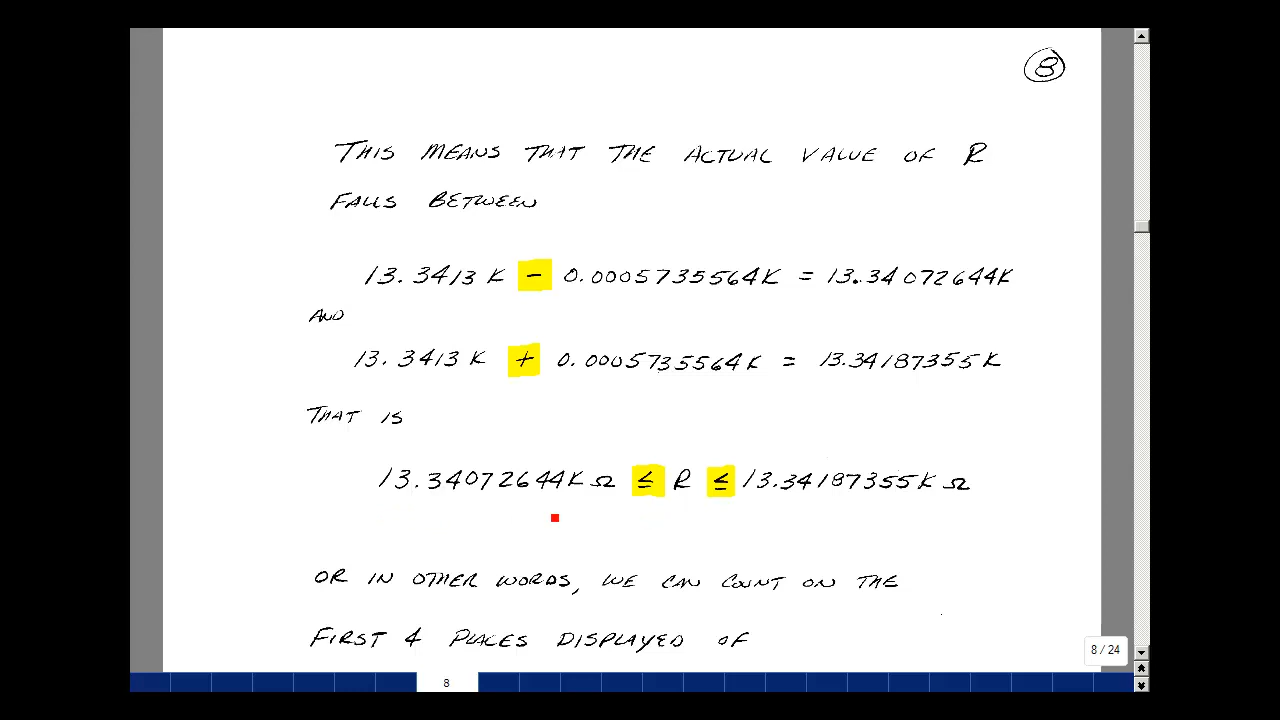 8
THIS MEANS THAT THE ACTUAL VALUE OF R
FALLS BETWEEN
13.3413 K - 0.0005735564K = 13.34072644K
AND
13.3413 K + 0.0005735564K = 13.34187355 K
THAT IS
13.34072644K Ω ≤ R ≤ 13.34187355K Ω
OR IN OTHER WORDS, WE CAN COUNT ON THE
FIRST 4 PLACES DISPLAYED OF
8 / 24
8